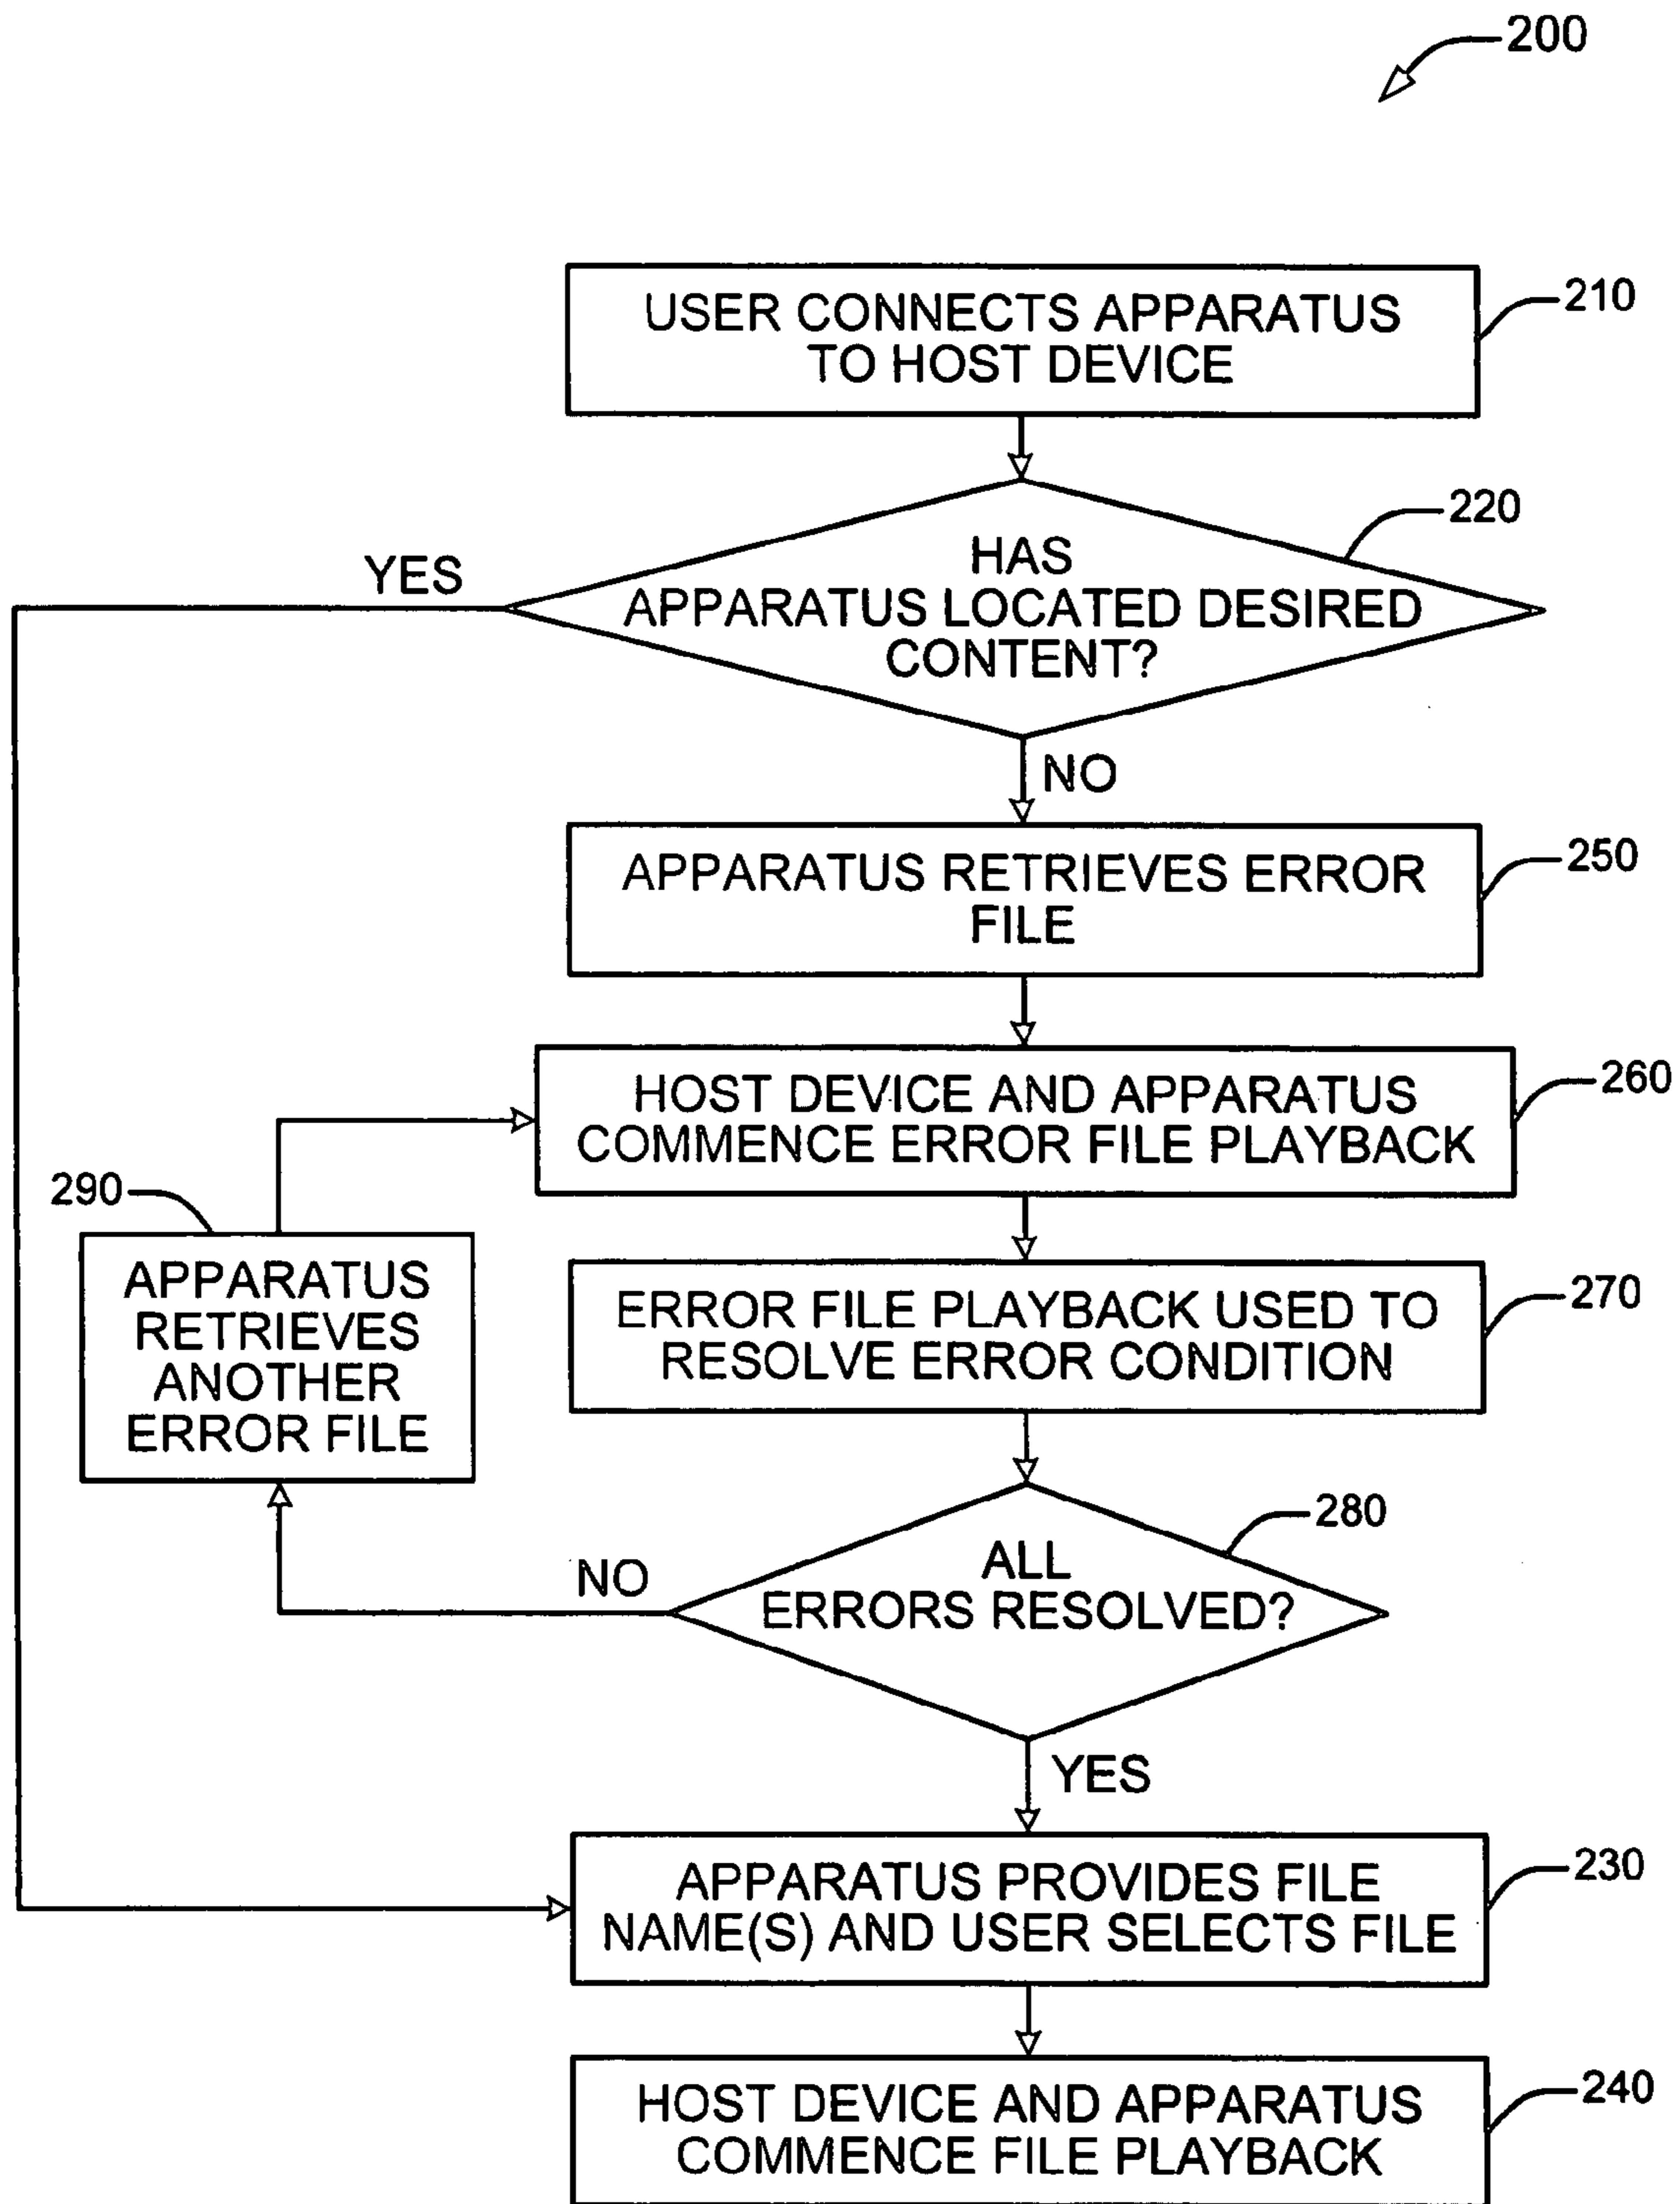 200
USER CONNECTS APPARATUS
TO HOST DEVICE
210
220
YES
HAS
APPARATUS LOCATED DESIRED
CONTENT?
NO
APPARATUS RETRIEVES ERROR
FILE
250
HOST DEVICE AND APPARATUS
COMMENCE ERROR FILE PLAYBACK
260
290
APPARATUS
RETRIEVES
ANOTHER
ERROR FILE
ERROR FILE PLAYBACK USED TO
RESOLVE ERROR CONDITION
270
280
NO
ALL
ERRORS RESOLVED?
YES
APPARATUS PROVIDES FILE
NAME(S) AND USER SELECTS FILE
230
HOST DEVICE AND APPARATUS
COMMENCE FILE PLAYBACK
240